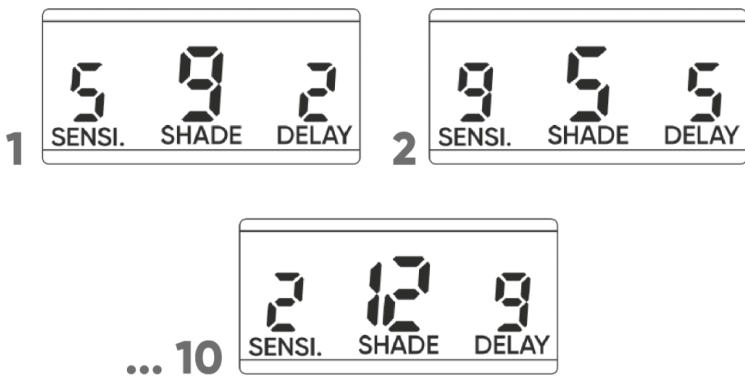 5 9 2
SENSI. SHADE DELAY
1
9 5 5
SENSI. SHADE DELAY
2
2 12 9
SENSI. SHADE DELAY
... 10